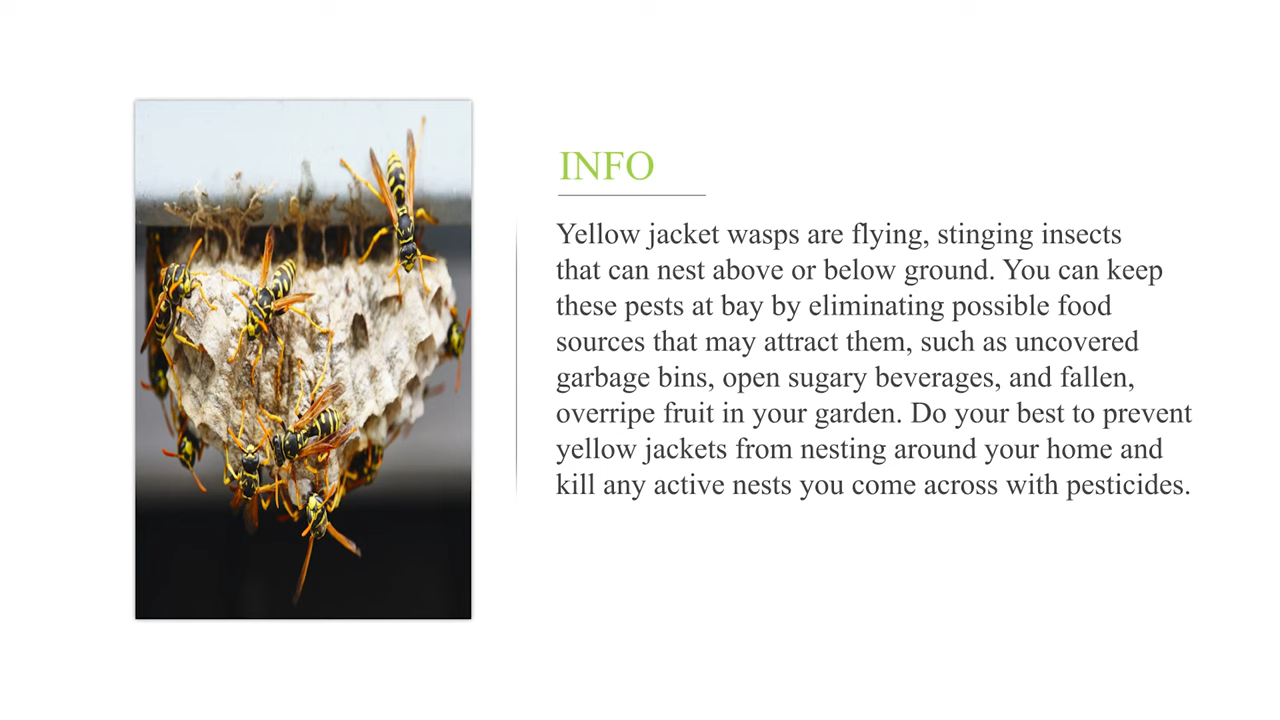 INFO
Yellow jacket wasps are flying, stinging insects
that can nest above or below ground. You can keep
these pests at bay by eliminating possible food
sources that may attract them, such as uncovered
garbage bins, open sugary beverages, and fallen,
overripe fruit in your garden. Do your best to prevent
yellow jackets from nesting around your home and
kill any active nests you come across with pesticides.